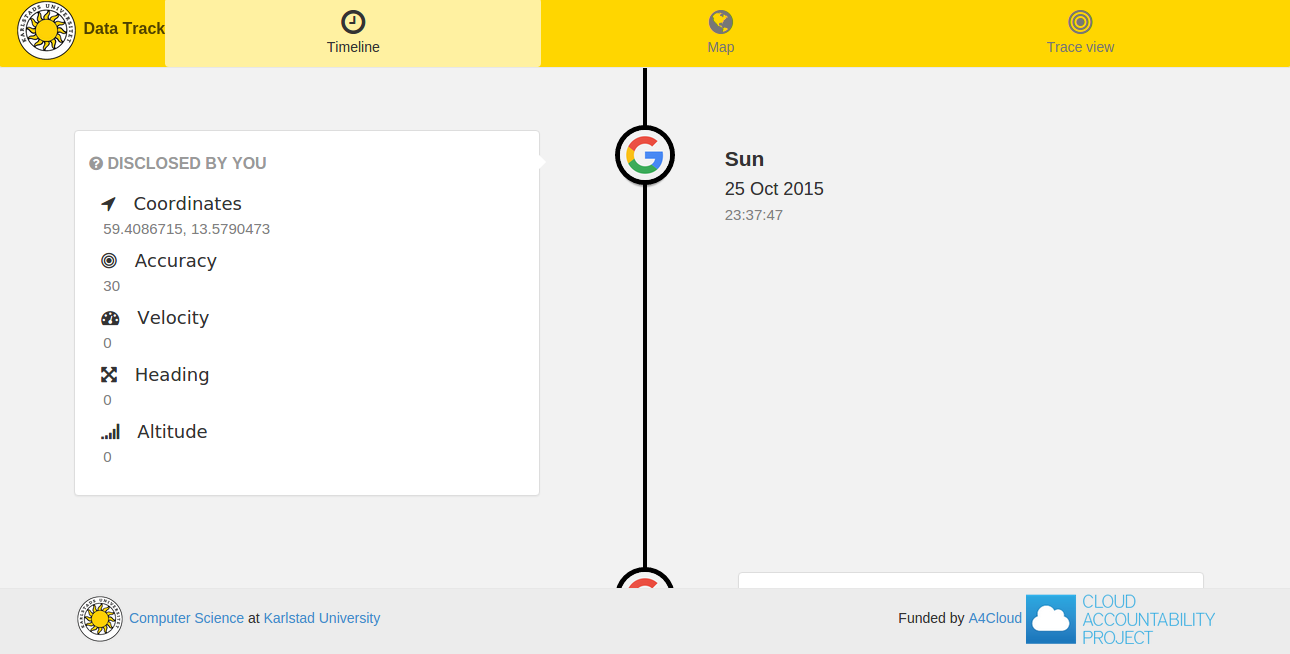 KARLSTADS UNIVERSITET
Data Track
Timeline
Map
Trace view
DISCLOSED BY YOU
Coordinates
59.4086715, 13.5790473
Accuracy
30
Velocity
0
Heading
0
Altitude
0
Sun
25 Oct 2015
23:37:47
KARLSTADS UNIVERSITET
Computer Science at Karlstad University
Funded by A4Cloud
CLOUD
ACCOUNTABILITY
PROJECT